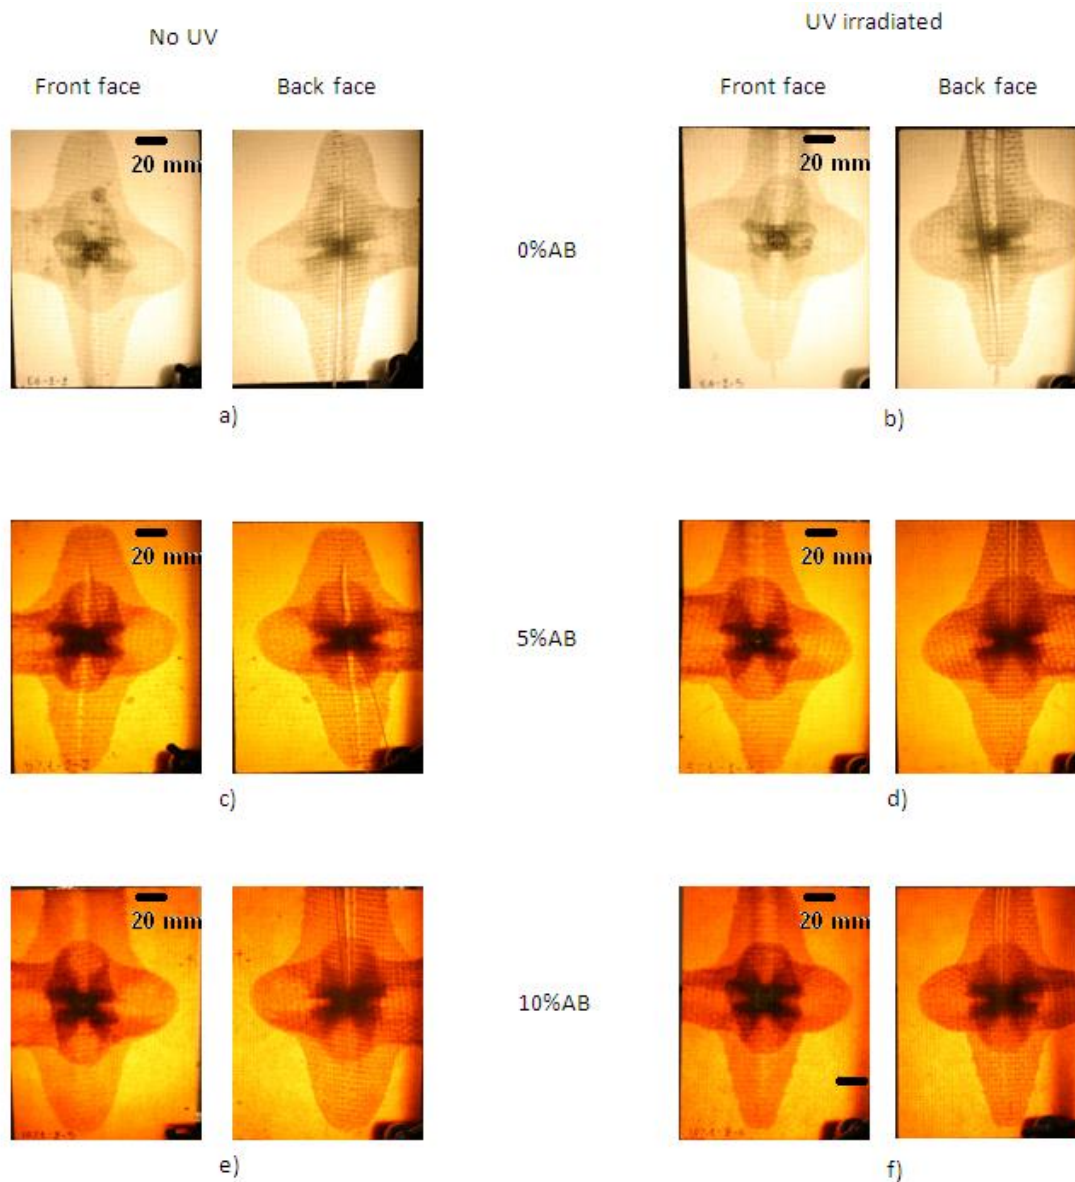 No UV
UV irradiated
Front face
Back face
Front face
Back face
20 mm
20 mm
0%AB
a)
b)
20 mm
20 mm
5%AB
c)
d)
20 mm
20 mm
10%AB
e)
f)